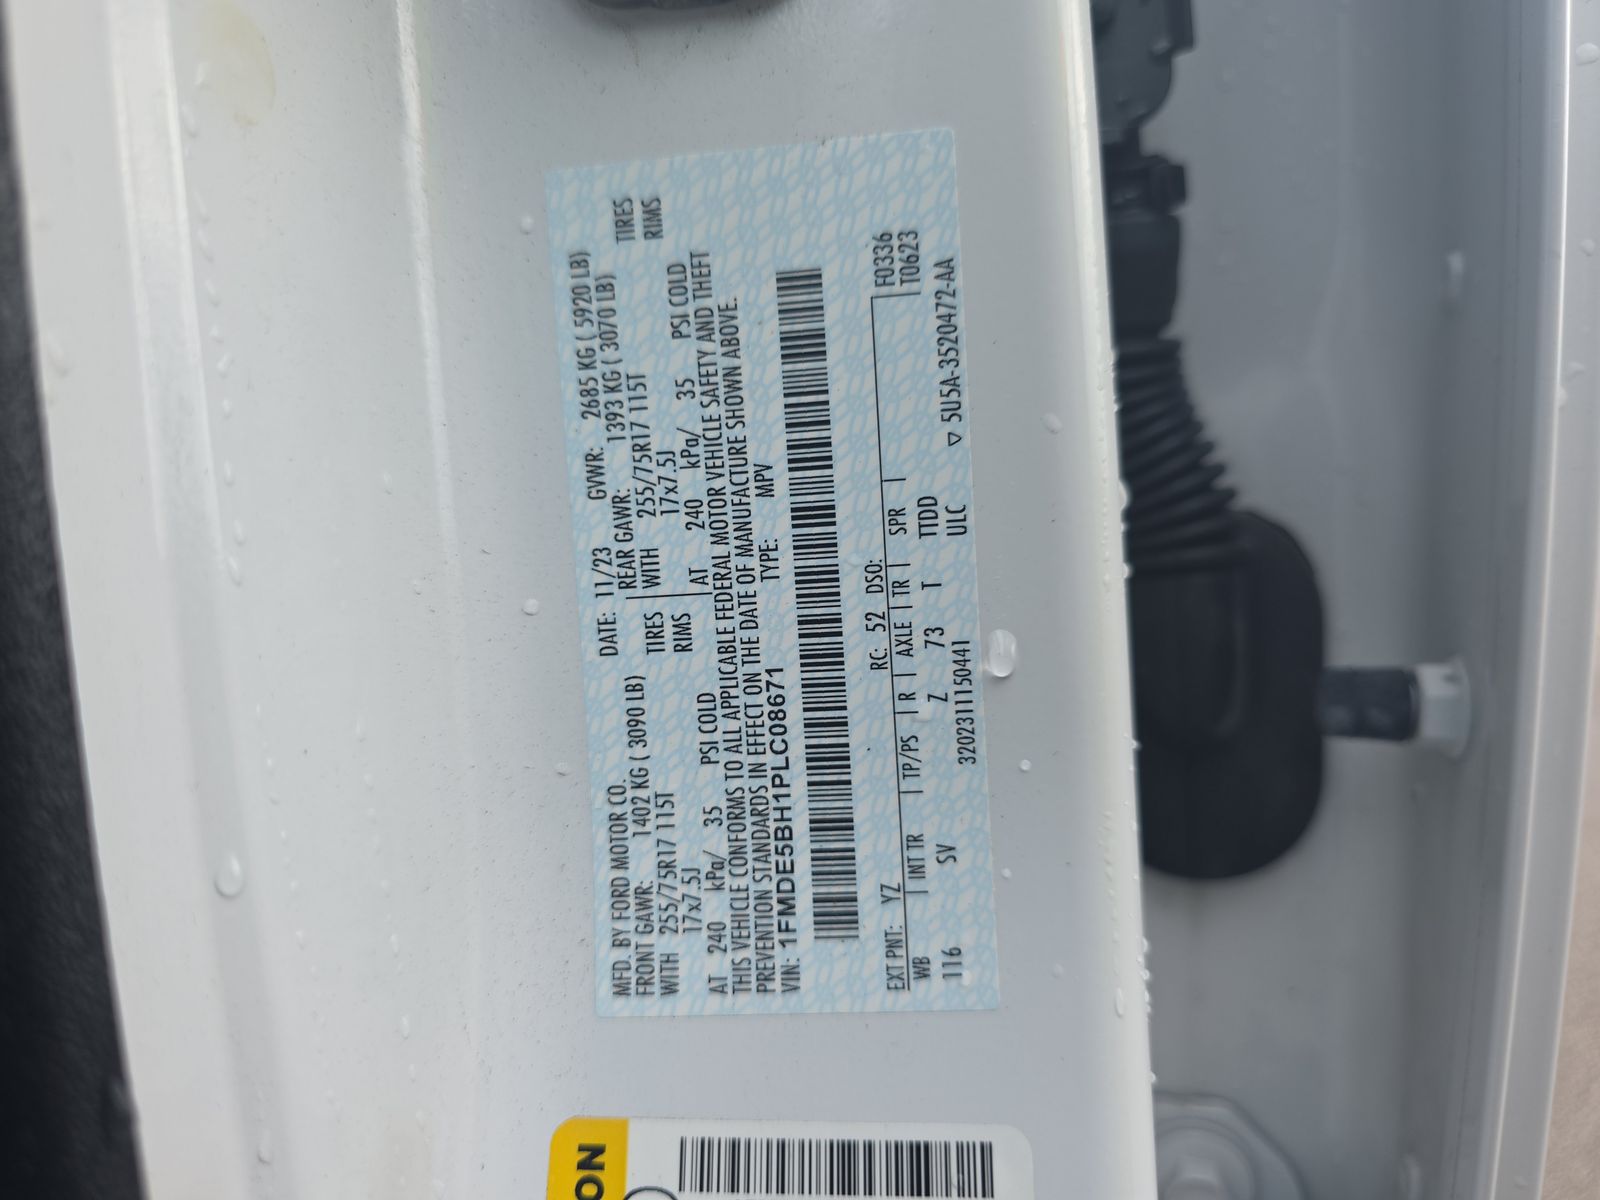 MFD. BY FORD MOTOR CO.
DATE: 11/23 GVWR: 2685 KG ( 5920 LB)
FRONT GAWR: 1402 KG ( 3090 LB) REAR GAWR: 1393 KG ( 3070 LB)
WITH 255/75R17 115T TIRES WITH 255/75R17 115T TIRES
17x7.5J RIMS 17x7.5J RIMS
AT 240 kPa/ 35 PSI COLD AT 240 kPa/ 35 PSI COLD
THIS VEHICLE CONFORMS TO ALL APPLICABLE FEDERAL MOTOR VEHICLE SAFETY AND THEFT
PREVENTION STANDARDS IN EFFECT ON THE DATE OF MANUFACTURE SHOWN ABOVE.
VIN: 1FMDE5BH1PLC08671 TYPE: MPV
EXT PNT: YZ RC: 52 DSO: F0336
WB INT TR TP/PS R AXLE TR SPR T0623
116 SV Z 73 T TTDD
ULC
3202311150441 ▽ 5U5A-3520472-AA
ON